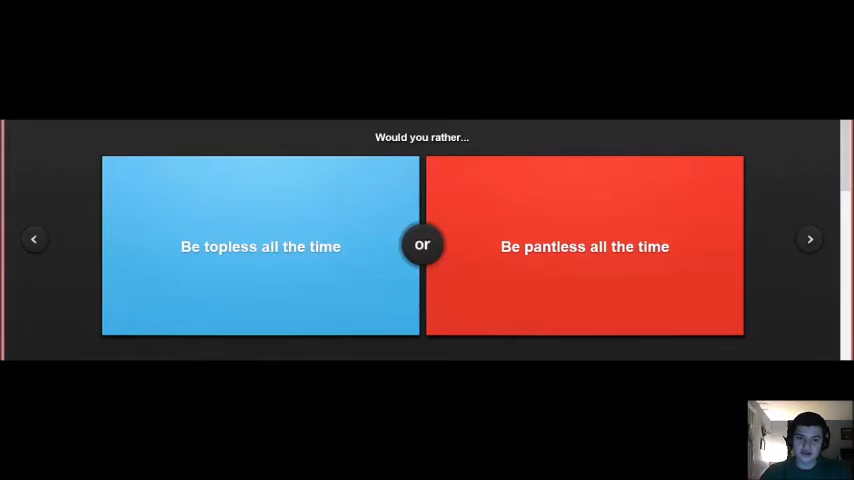 Would you rather...
Be topless all the time
or
Be pantless all the time